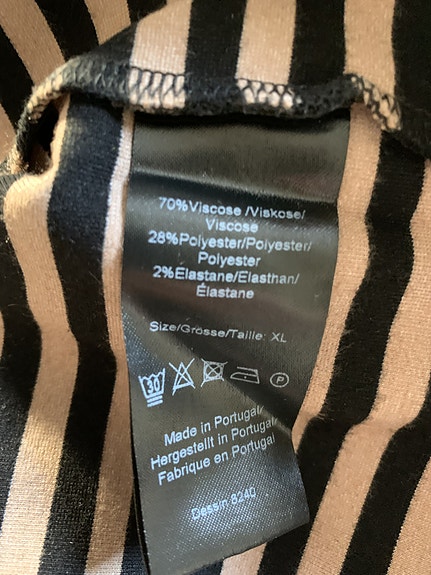 70%Viscose /Viskose/
Viscose
28%Polyester/Polyester/
Polyester
2%Elastane/Elasthan/
Élastane
Size/Grösse/Taille: XL
30
P
Made in Portugal/
Hergestellt in Portugal/
Fabrique en Portugal
Dessin 8240